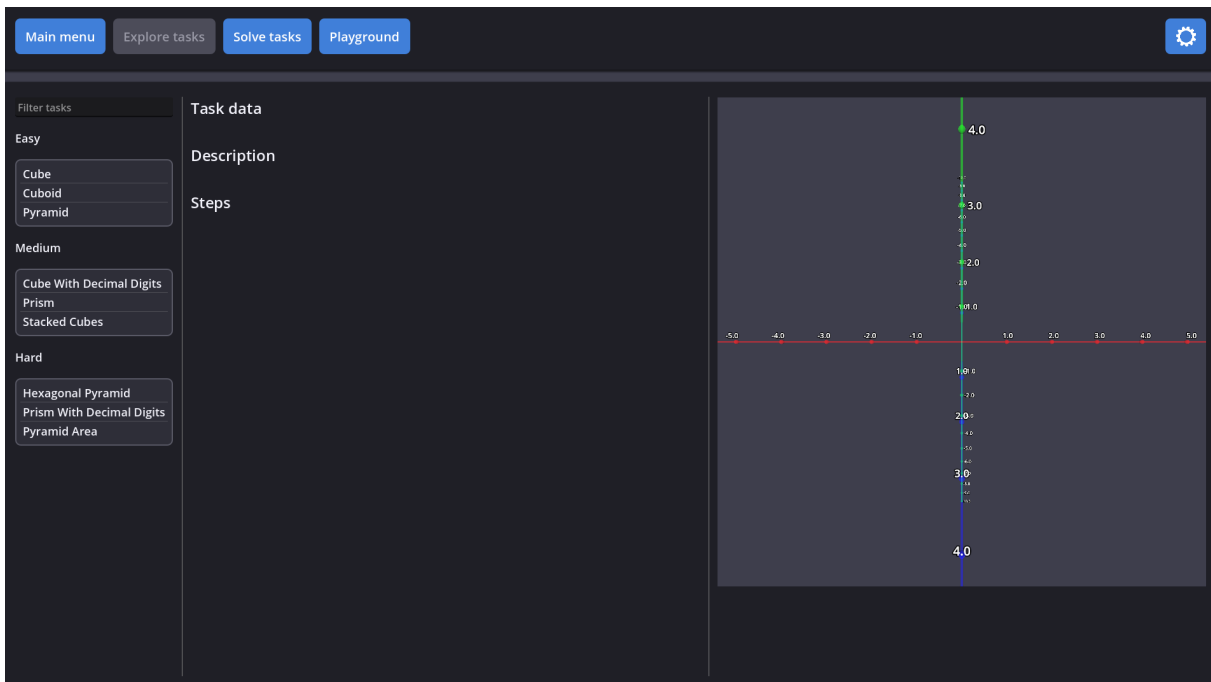 Main menu
Explore tasks
Solve tasks
Playground
Filter tasks
Easy
Cube
Cuboid
Pyramid
Medium
Cube With Decimal Digits
Prism
Stacked Cubes
Hard
Hexagonal Pyramid
Prism With Decimal Digits
Pyramid Area
Task data
Description
Steps
4.0
3.0
2.0
-5.0 -4.0 -3.0 -2.0 -1.0 1.0 2.0 3.0 4.0 5.0
2.0
3.0
4.0